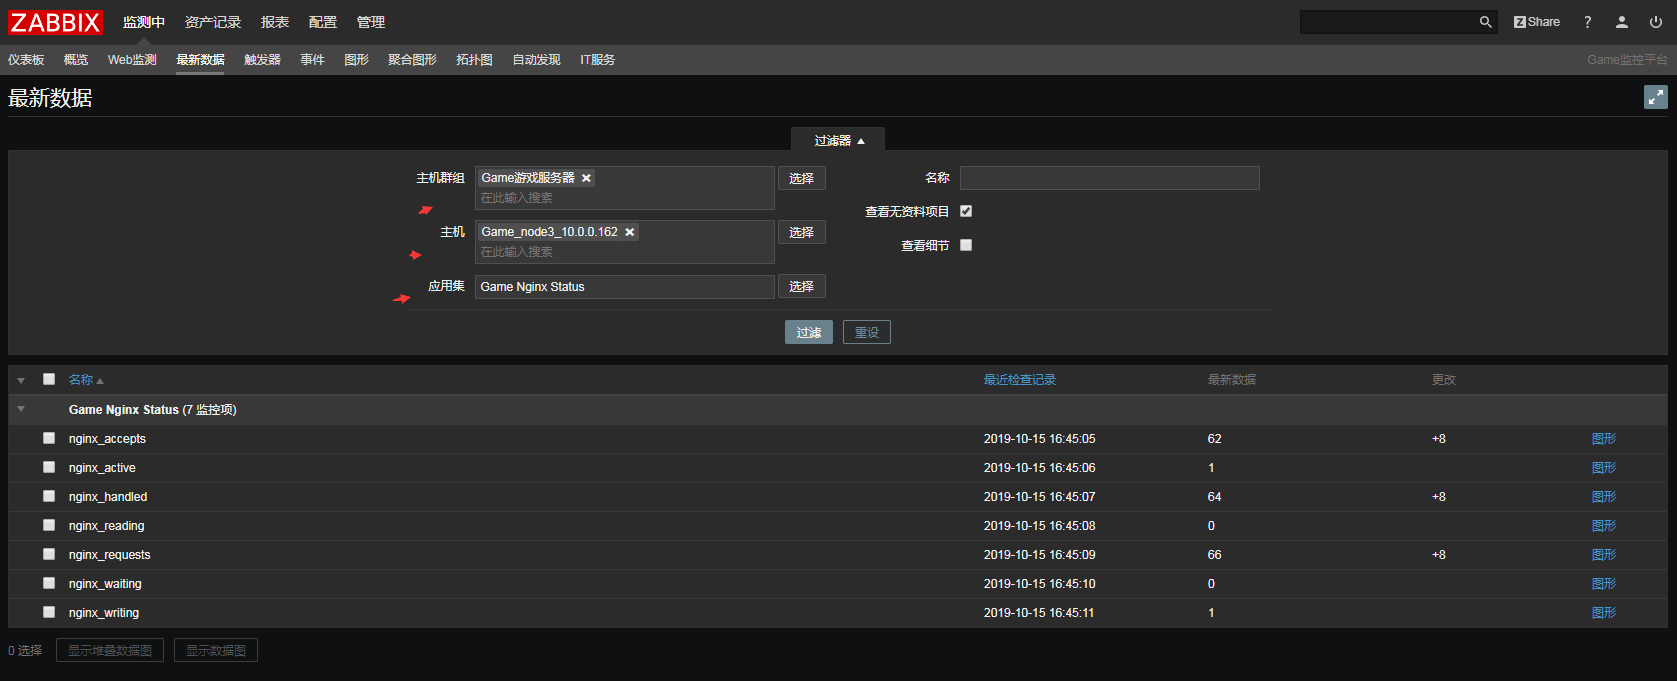 ZABBIX 监测中 资产记录 报表 配置 管理 Z Share ?
仪表板 概览 Web监测 最新数据 触发器 事件 图形 聚合图形 拓扑图 自动发现 IT服务 Game监控平台
最新数据
过滤器
主机群组 Game游戏服务器 选择 名称
在此输入搜索
查看无资料项目
主机 Game_node3_10.0.0.162 选择
在此输入搜索 查看细节
应用集 Game Nginx Status 选择
过滤 重设
名称 最近检查记录 最新数据 更改
Game Nginx Status (7 监控项)
nginx_accepts 2019-10-15 16:45:05 62 +8 图形
nginx_active 2019-10-15 16:45:06 1 图形
nginx_handled 2019-10-15 16:45:07 64 +8 图形
nginx_reading 2019-10-15 16:45:08 0 图形
nginx_requests 2019-10-15 16:45:09 66 +8 图形
nginx_waiting 2019-10-15 16:45:10 0 图形
nginx_writing 2019-10-15 16:45:11 1 图形
0 选择 显示堆叠数据图 显示数据图